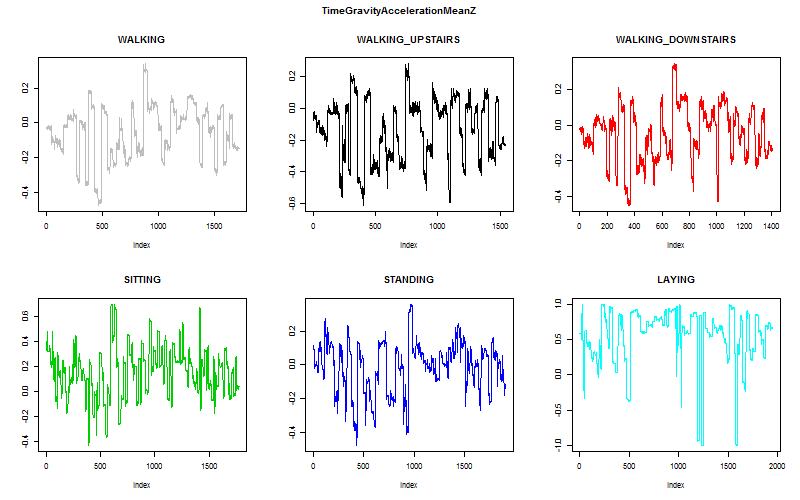 TimeGravityAccelerationMeanZ
WALKING
WALKING_UPSTAIRS
WALKING_DOWNSTAIRS
0.2
0.0
-0.2
-0.4
0 500 1000 1500
Index
0.2
0.0
-0.2
-0.4
-0.6
0 500 1000 1500
Index
0.2
0.0
-0.2
-0.4
0 200 400 600 800 1000 1200 1400
Index
SITTING
STANDING
LAYING
0.6
0.4
0.2
0.0
-0.2
-0.4
0 500 1000 1500
Index
0.2
0.0
-0.2
-0.4
0 500 1000 1500
Index
1.0
0.5
0.0
-0.5
-1.0
0 500 1000 1500 2000
Index